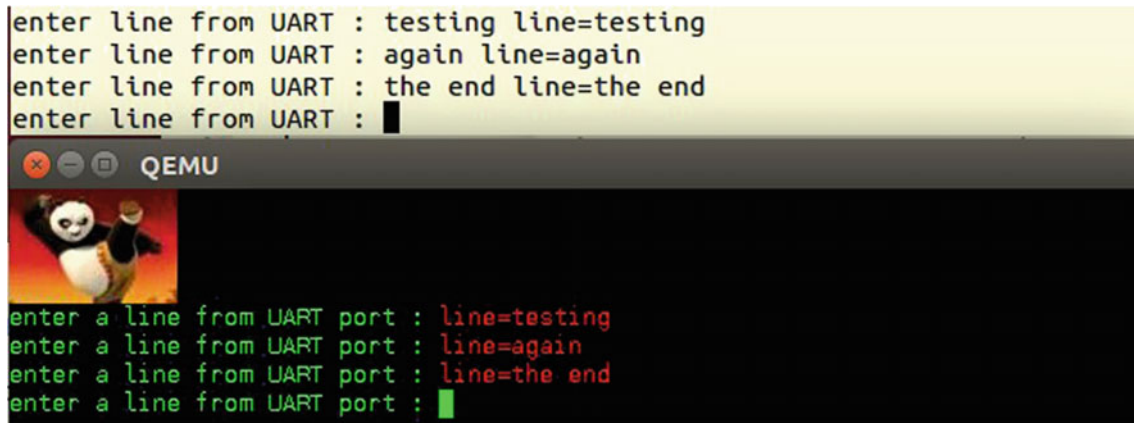 enter line from UART : testing line=testing
enter line from UART : again line=again
enter line from UART : the end line=the end
enter line from UART :
QEMU
enter a line from UART port : line=testing
enter a line from UART port : line=again
enter a line from UART port : line=the end
enter a line from UART port :